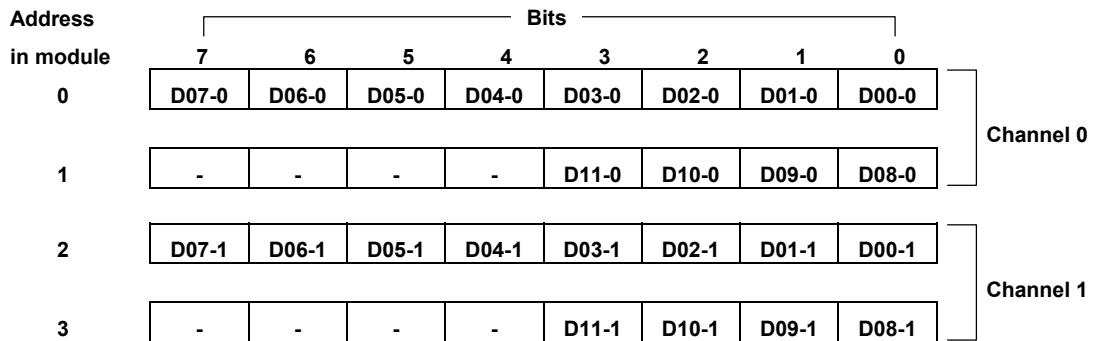 Address Bits
in module 7 6 5 4 3 2 1 0
0 D07-0 D06-0 D05-0 D04-0 D03-0 D02-0 D01-0 D00-0
Channel 0
1 - - - - D11-0 D10-0 D09-0 D08-0
2 D07-1 D06-1 D05-1 D04-1 D03-1 D02-1 D01-1 D00-1
Channel 1
3 - - - - D11-1 D10-1 D09-1 D08-1